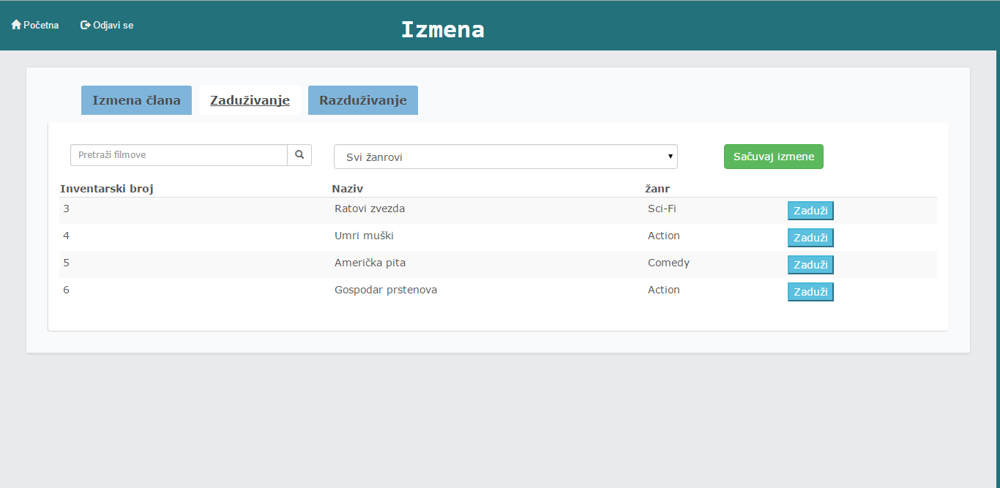 Početna Odjavi se Izmena
Izmena člana Zaduživanje Razduživanje
Pretraži filmove Svi žanrovi Sačuvaj izmene
Inventarski broj Naziv žanr
3 Ratovi zvezda Sci-Fi Zaduži
4 Umri muški Action Zaduži
5 Američka pita Comedy Zaduži
6 Gospodar prstenova Action Zaduži